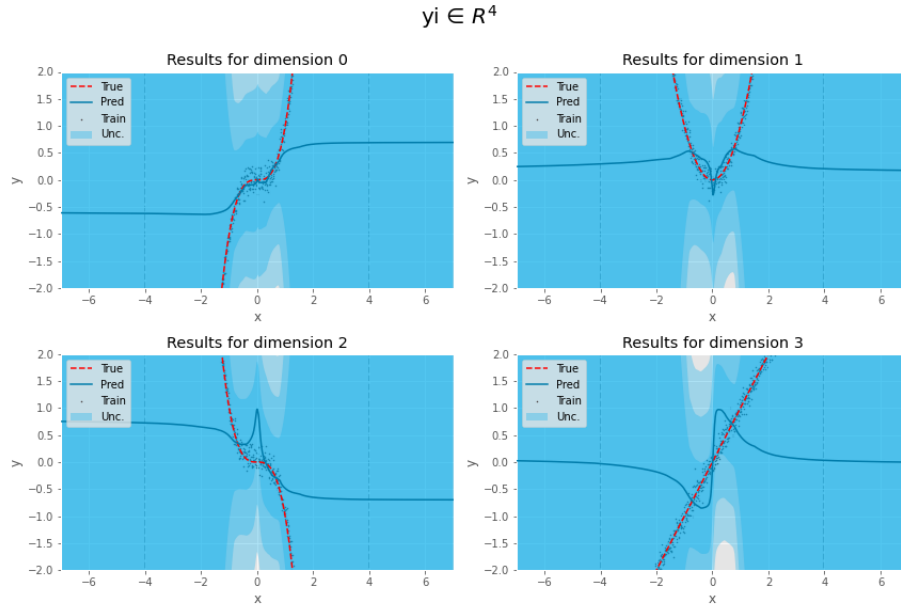 yi ∈ R⁴
Results for dimension 0
Results for dimension 1
2.0
1.5
1.0
0.5
0.0
−0.5
−1.0
−1.5
−2.0
y
True
Pred
Train
Unc.
−6 −4 −2 0 2 4 6
x
2.0
1.5
1.0
0.5
0.0
−0.5
−1.0
−1.5
−2.0
y
True
Pred
Train
Unc.
−6 −4 −2 0 2 4 6
x
Results for dimension 2
Results for dimension 3
2.0
1.5
1.0
0.5
0.0
−0.5
−1.0
−1.5
−2.0
y
True
Pred
Train
Unc.
−6 −4 −2 0 2 4 6
x
2.0
1.5
1.0
0.5
0.0
−0.5
−1.0
−1.5
−2.0
y
True
Pred
Train
Unc.
−6 −4 −2 0 2 4 6
x